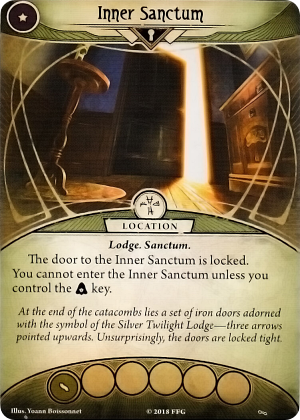 Inner Sanctum
LOCATION
Lodge. Sanctum.
The door to the Inner Sanctum is locked.
You cannot enter the Inner Sanctum unless you
control the key.
At the end of the catacombs lies a set of iron doors adorned
with the symbol of the Silver Twilight Lodge—three arrows
pointed upwards. Unsurprisingly, the doors are locked tight.
Illus. Yoann Boissonnet
© 2018 FFG